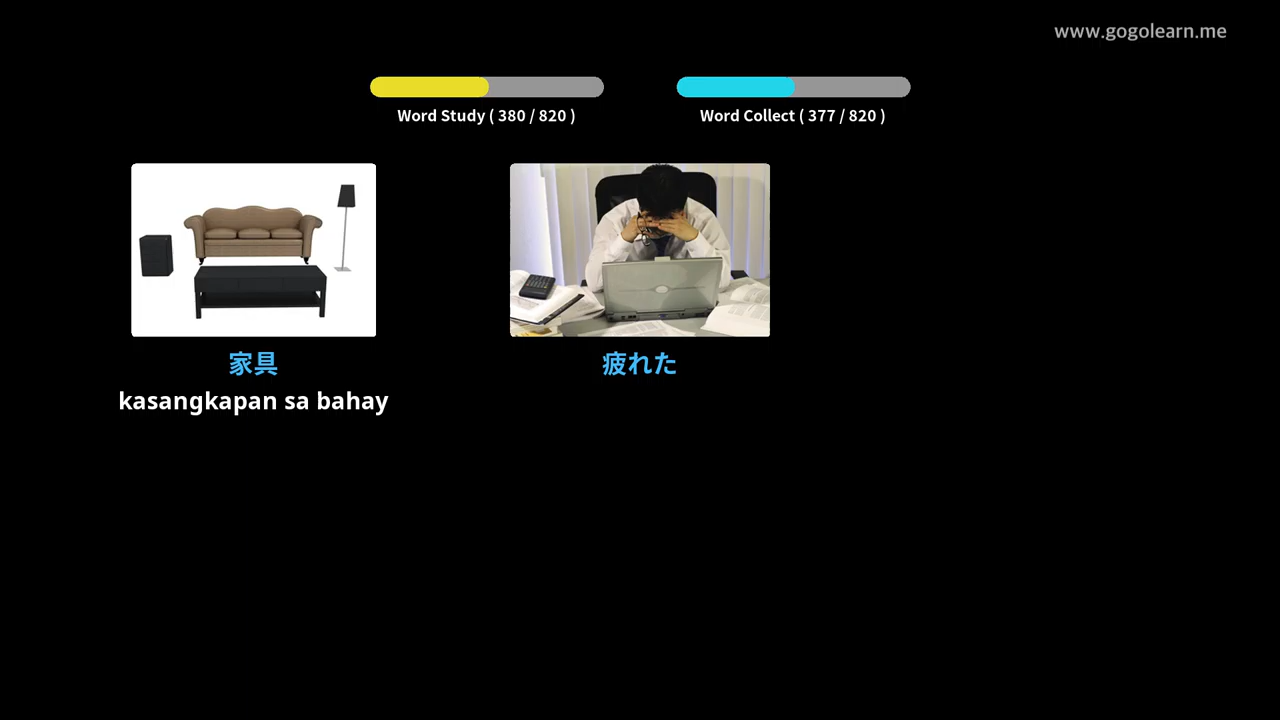 www.gogolearn.me
Word Study ( 380 / 820 )
Word Collect ( 377 / 820 )
家具
疲れた
kasangkapan sa bahay